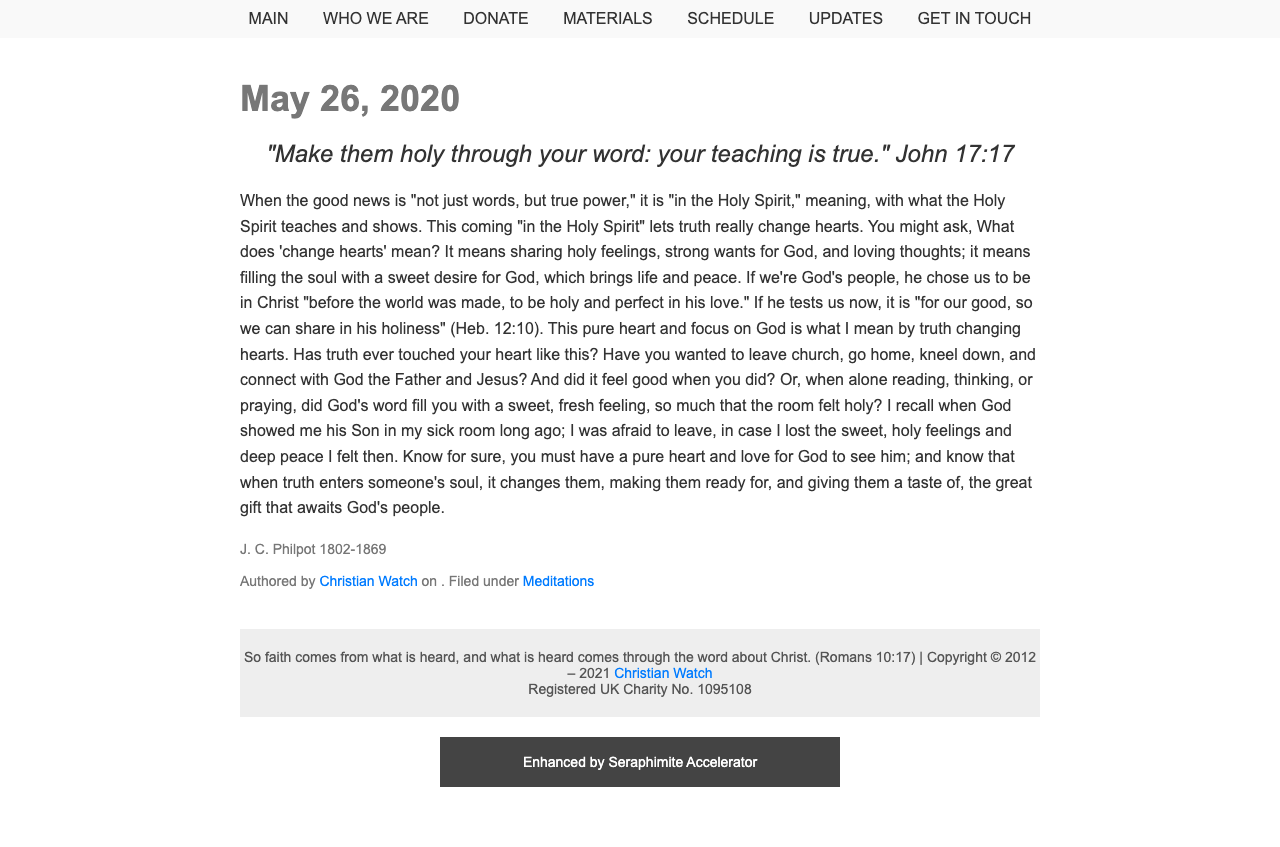 MAIN WHO WE ARE DONATE MATERIALS SCHEDULE UPDATES GET IN TOUCH
May 26, 2020
"Make them holy through your word: your teaching is true." John 17:17
When the good news is "not just words, but true power," it is "in the Holy Spirit," meaning, with what the Holy
Spirit teaches and shows. This coming "in the Holy Spirit" lets truth really change hearts. You might ask, What
does 'change hearts' mean? It means sharing holy feelings, strong wants for God, and loving thoughts; it means
filling the soul with a sweet desire for God, which brings life and peace. If we're God's people, he chose us to be
in Christ "before the world was made, to be holy and perfect in his love." If he tests us now, it is "for our good, so
we can share in his holiness" (Heb. 12:10). This pure heart and focus on God is what I mean by truth changing
hearts. Has truth ever touched your heart like this? Have you wanted to leave church, go home, kneel down, and
connect with God the Father and Jesus? And did it feel good when you did? Or, when alone reading, thinking, or
praying, did God's word fill you with a sweet, fresh feeling, so much that the room felt holy? I recall when God
showed me his Son in my sick room long ago; I was afraid to leave, in case I lost the sweet, holy feelings and
deep peace I felt then. Know for sure, you must have a pure heart and love for God to see him; and know that
when truth enters someone's soul, it changes them, making them ready for, and giving them a taste of, the great
gift that awaits God's people.
J. C. Philpot 1802-1869
Authored by Christian Watch on . Filed under Meditations
So faith comes from what is heard, and what is heard comes through the word about Christ. (Romans 10:17) | Copyright © 2012
– 2021 Christian Watch
Registered UK Charity No. 1095108
Enhanced by Seraphimite Accelerator